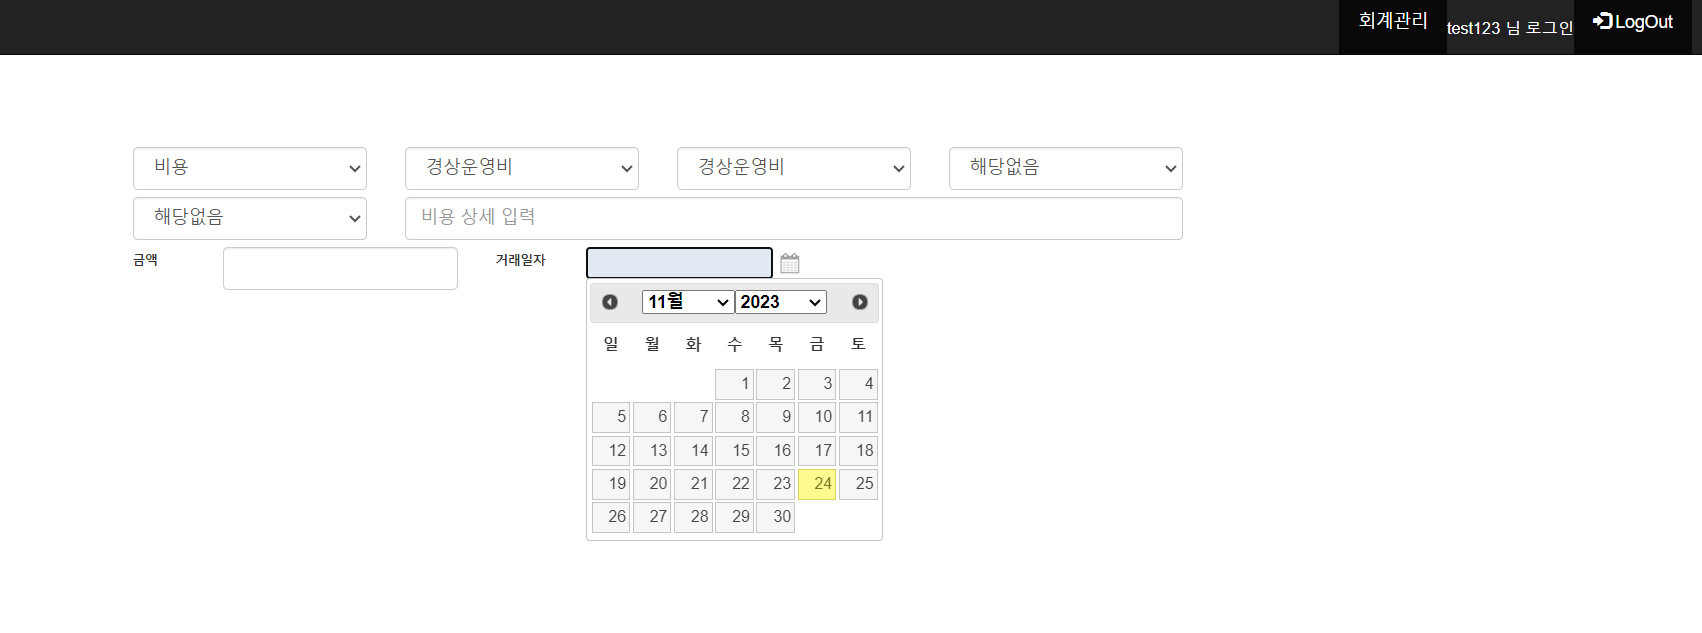 회계관리 test123 님 로그인 LogOut
비용 경상운영비 경상운영비 해당없음
해당없음 비용 상세 입력
금액 거래일자
11월 2023
일 월 화 수 목 금 토
1 2 3 4
5 6 7 8 9 10 11
12 13 14 15 16 17 18
19 20 21 22 23 24 25
26 27 28 29 30